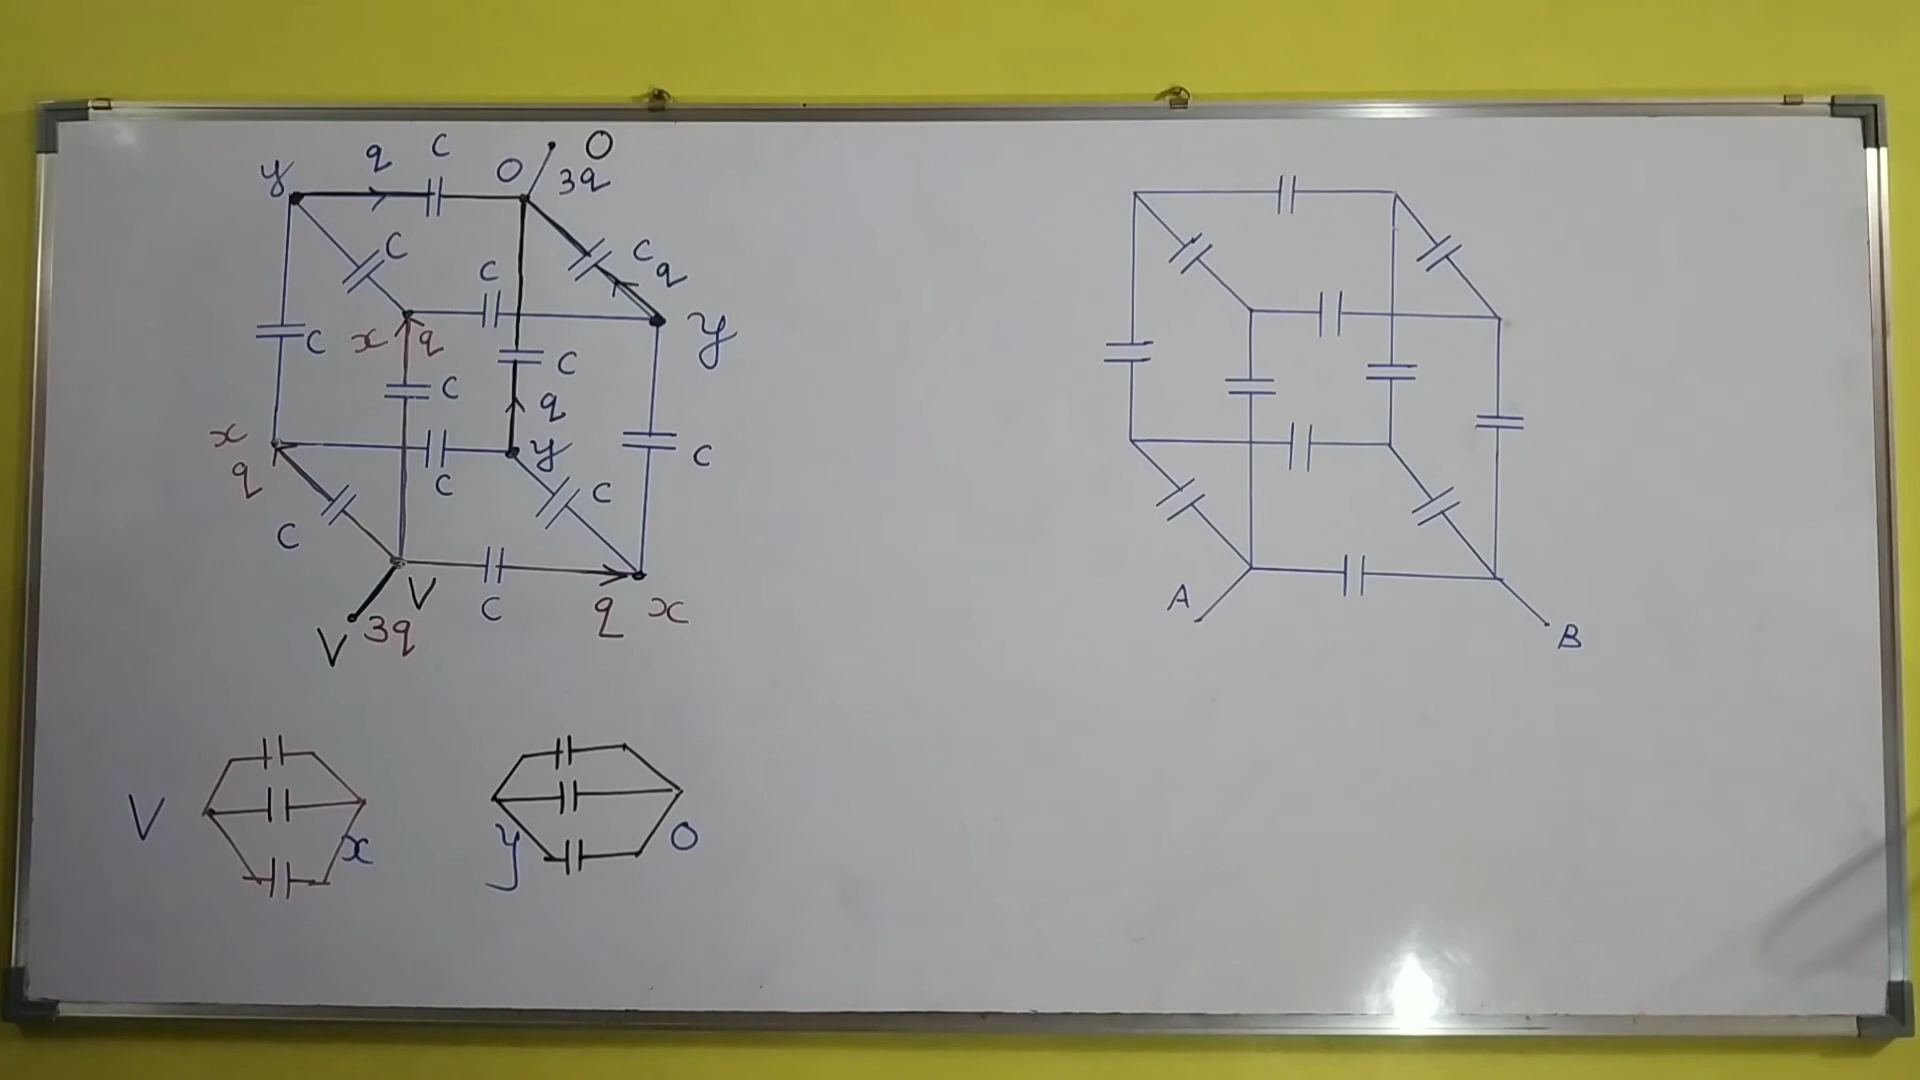 C O
y q O 3q
C C q
C
C x q C y
C
q
x y C
q C C
C
V C q x
V 3q
A B
V x y O